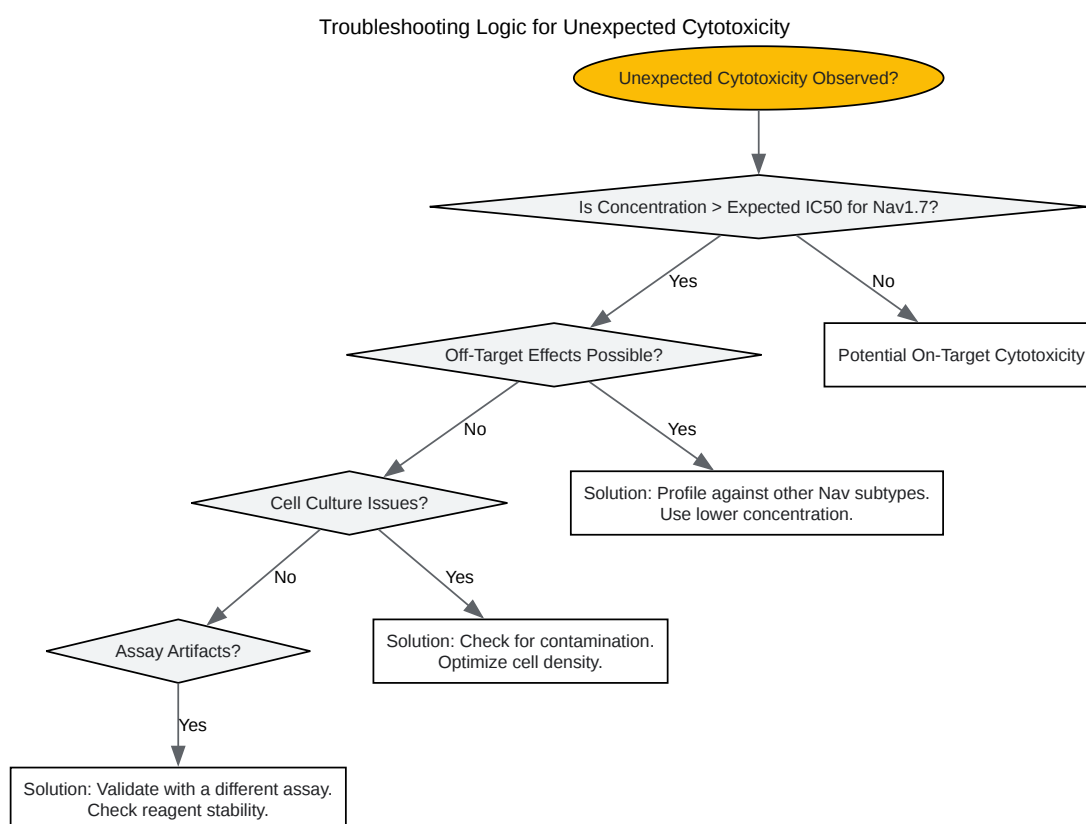 Troubleshooting Logic for Unexpected Cytotoxicity
Unexpected Cytotoxicity Observed?
Is Concentration > Expected IC50 for Nav1.7?
Yes
No
Off-Target Effects Possible?
Potential On-Target Cytotoxicity
No
Yes
Cell Culture Issues?
Solution: Profile against other Nav subtypes.
Use lower concentration.
No
Yes
Assay Artifacts?
Solution: Check for contamination.
Optimize cell density.
Yes
Solution: Validate with a different assay.
Check reagent stability.